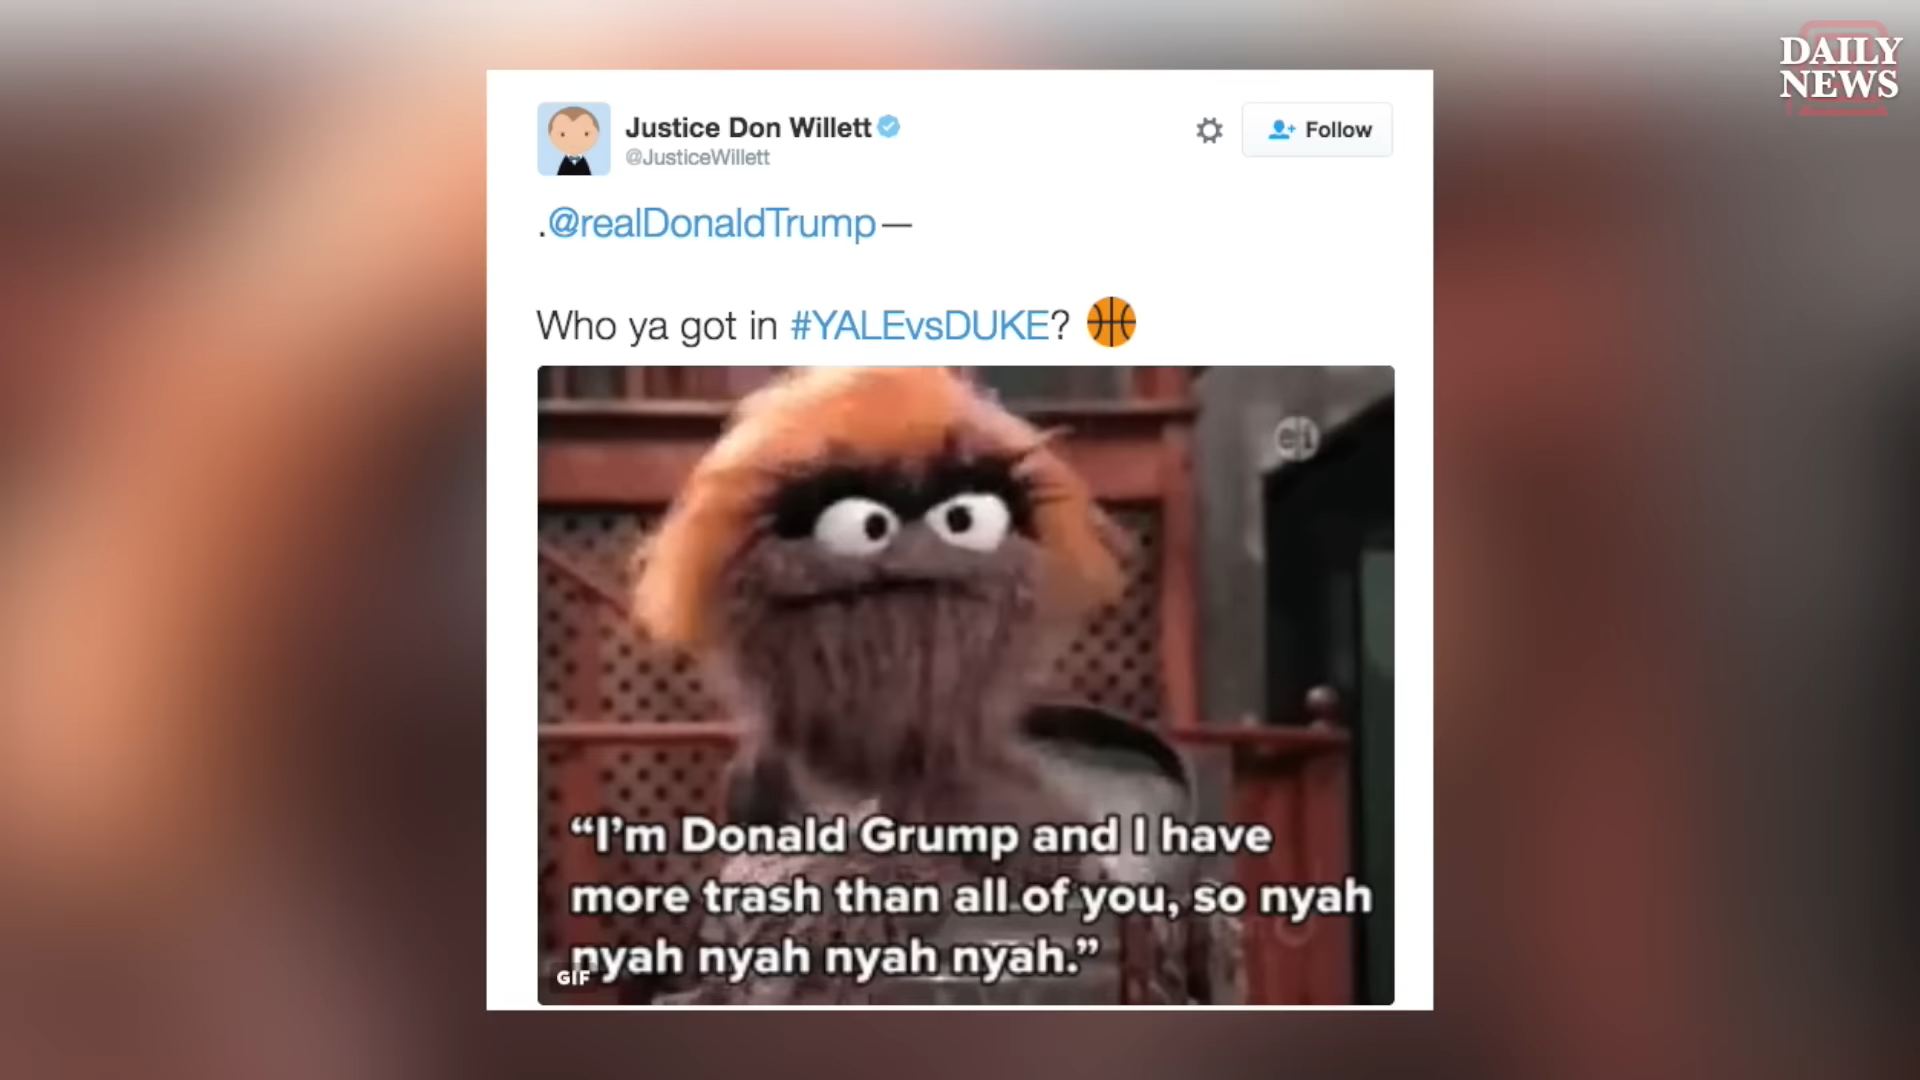 DAILY
NEWS
Justice Don Willett
@JusticeWillett
Follow
.@realDonaldTrump—
Who ya got in #YALEvsDUKE? 🏀
“I’m Donald Grump and I have
more trash than all of you, so nyah
nyah nyah nyah nyah.”
GIF